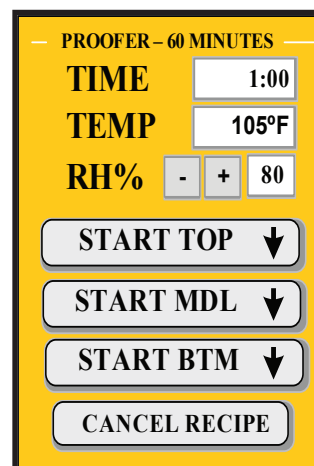 PROOFER – 60 MINUTES
TIME 1:00
TEMP 105ºF
RH% - + 80
START TOP
START MDL
START BTM
CANCEL RECIPE